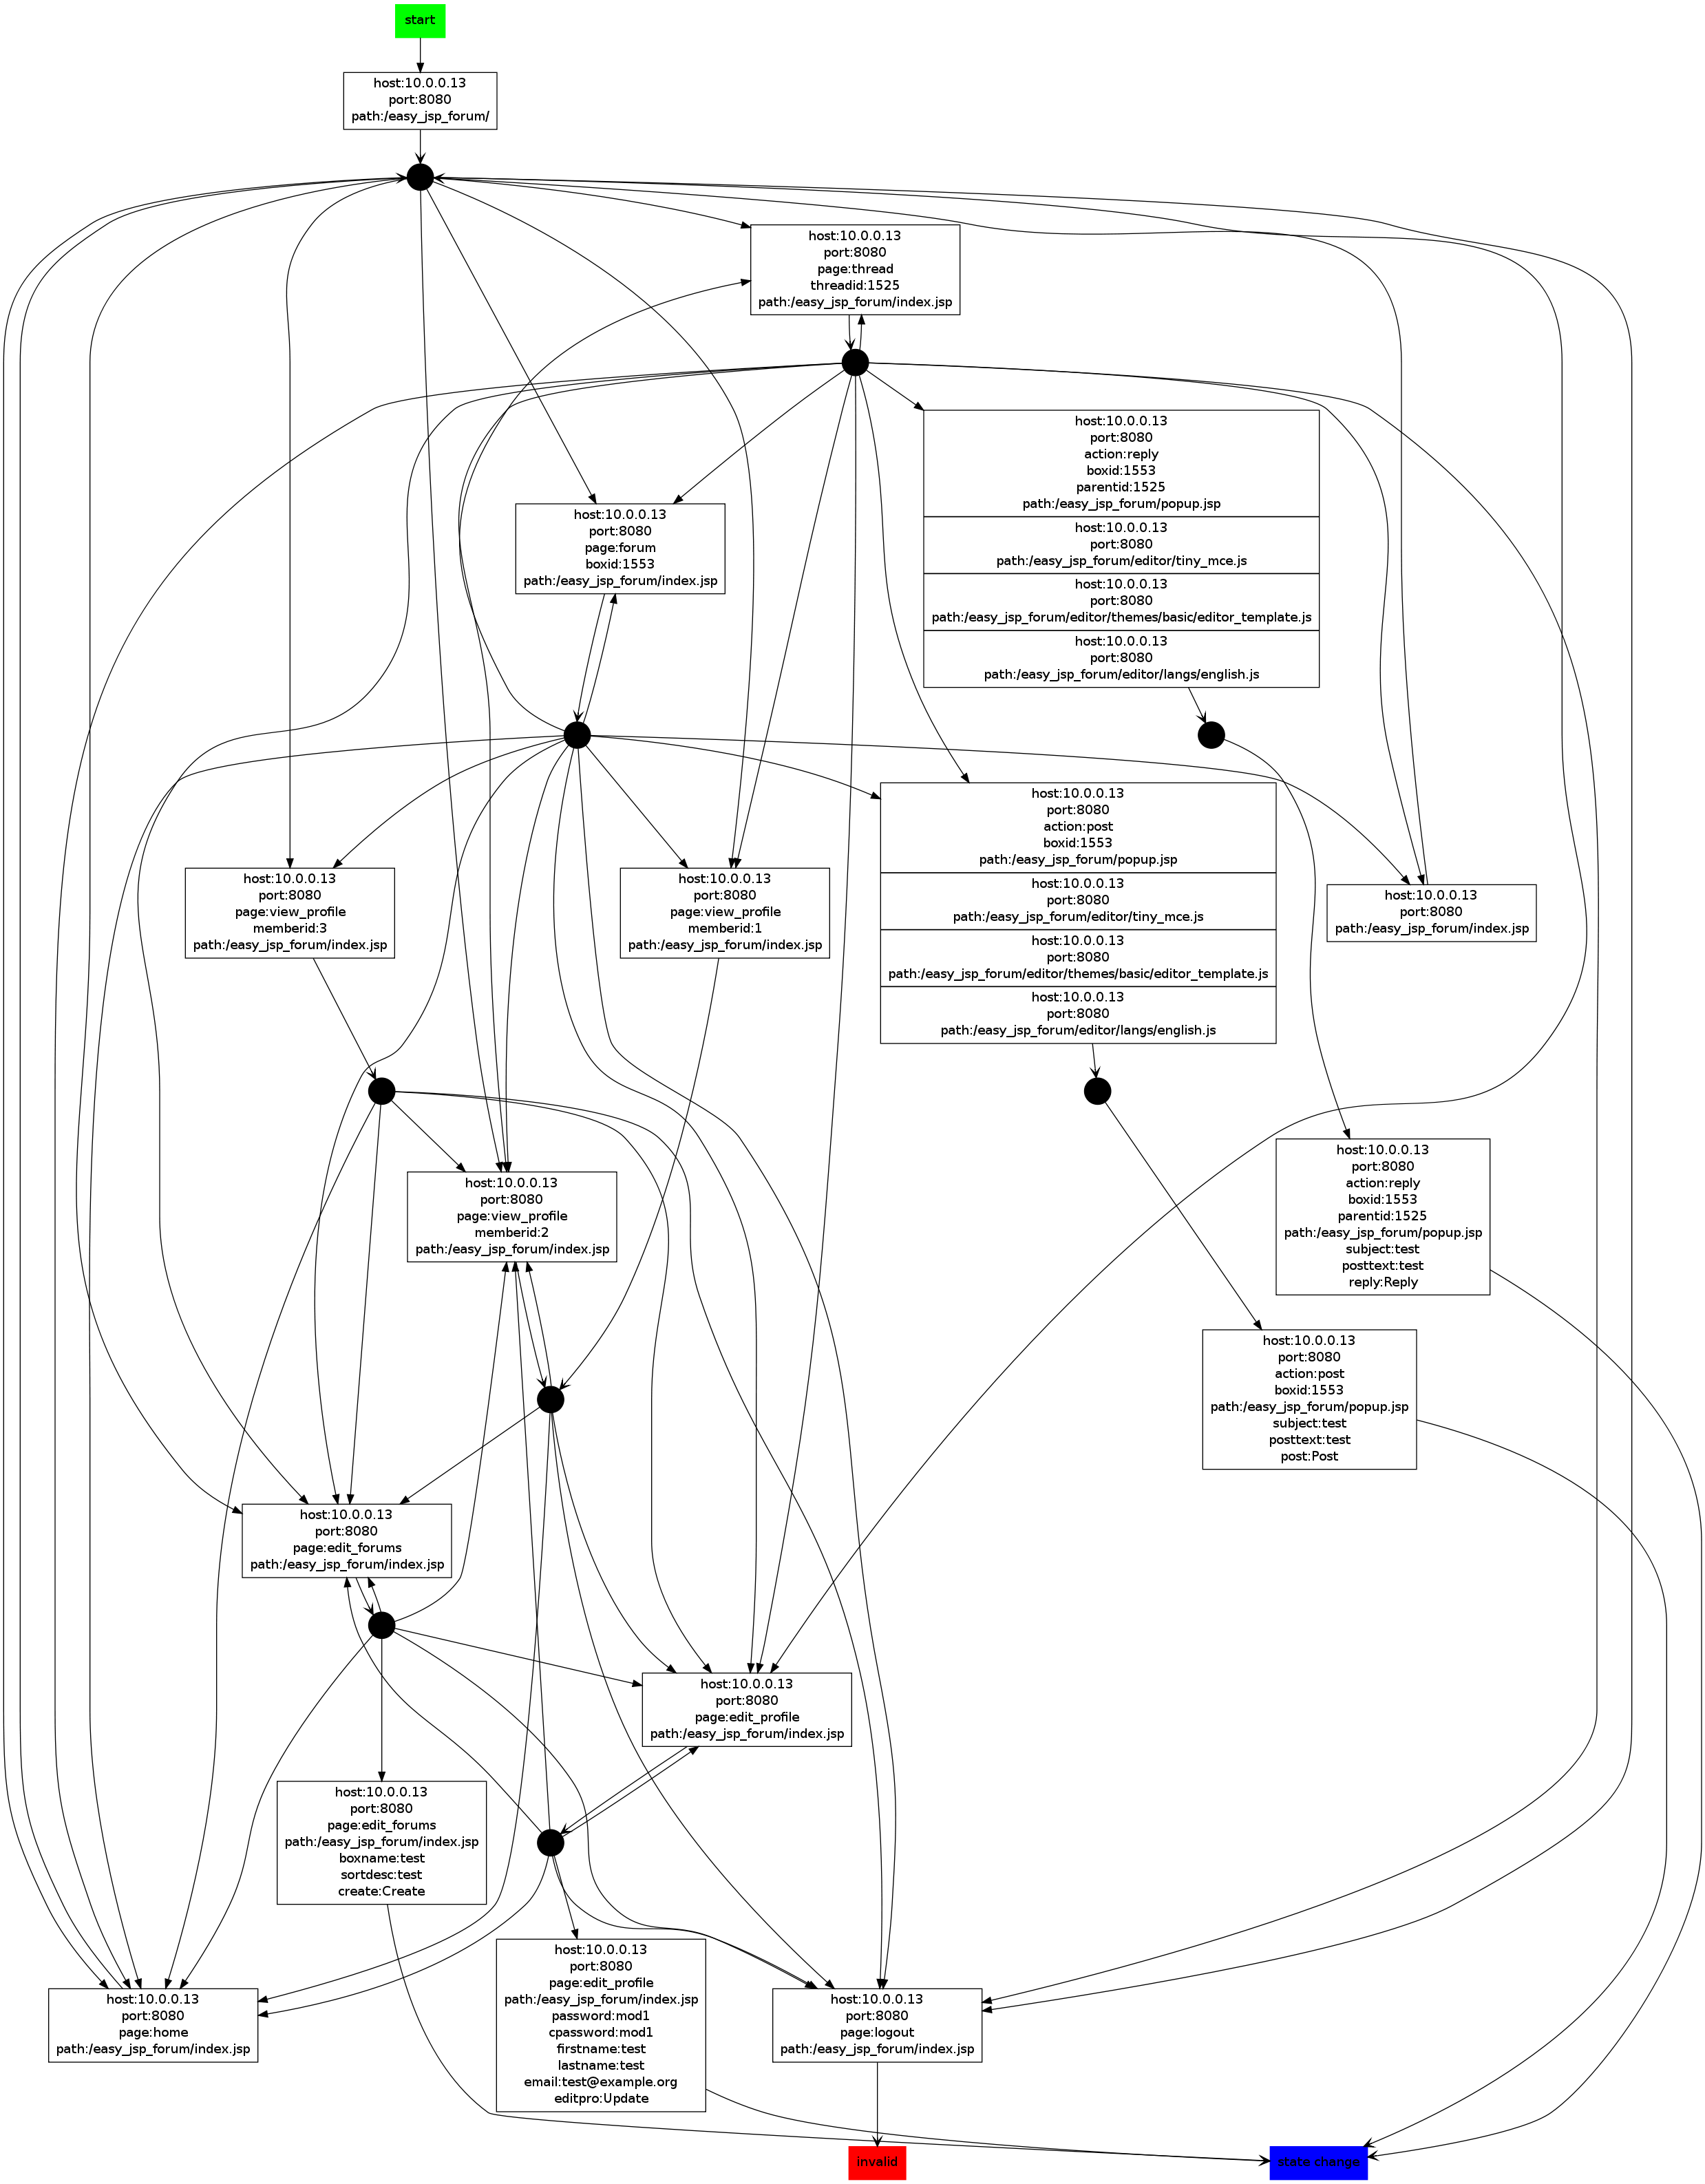 start
host:10.0.0.13
port:8080
path:/easy_jsp_forum/
host:10.0.0.13
port:8080
page:thread
threadid:1525
path:/easy_jsp_forum/index.jsp
host:10.0.0.13
port:8080
action:reply
boxid:1553
parentid:1525
path:/easy_jsp_forum/popup.jsp
host:10.0.0.13
port:8080
path:/easy_jsp_forum/editor/tiny_mce.js
host:10.0.0.13
port:8080
path:/easy_jsp_forum/editor/themes/basic/editor_template.js
host:10.0.0.13
port:8080
path:/easy_jsp_forum/editor/langs/english.js
host:10.0.0.13
port:8080
page:forum
boxid:1553
path:/easy_jsp_forum/index.jsp
host:10.0.0.13
port:8080
action:post
boxid:1553
path:/easy_jsp_forum/popup.jsp
host:10.0.0.13
port:8080
path:/easy_jsp_forum/editor/tiny_mce.js
host:10.0.0.13
port:8080
path:/easy_jsp_forum/editor/themes/basic/editor_template.js
host:10.0.0.13
port:8080
path:/easy_jsp_forum/editor/langs/english.js
host:10.0.0.13
port:8080
page:view_profile
memberid:3
path:/easy_jsp_forum/index.jsp
host:10.0.0.13
port:8080
page:view_profile
memberid:1
path:/easy_jsp_forum/index.jsp
host:10.0.0.13
port:8080
path:/easy_jsp_forum/index.jsp
host:10.0.0.13
port:8080
action:reply
boxid:1553
parentid:1525
path:/easy_jsp_forum/popup.jsp
subject:test
posttext:test
reply:Reply
host:10.0.0.13
port:8080
page:view_profile
memberid:2
path:/easy_jsp_forum/index.jsp
host:10.0.0.13
port:8080
action:post
boxid:1553
path:/easy_jsp_forum/popup.jsp
subject:test
posttext:test
post:Post
host:10.0.0.13
port:8080
page:edit_forums
path:/easy_jsp_forum/index.jsp
host:10.0.0.13
port:8080
page:edit_profile
path:/easy_jsp_forum/index.jsp
host:10.0.0.13
port:8080
page:edit_forums
path:/easy_jsp_forum/index.jsp
boxname:test
sortdesc:test
create:Create
host:10.0.0.13
port:8080
page:edit_profile
path:/easy_jsp_forum/index.jsp
password:mod1
cpassword:mod1
firstname:test
lastname:test
email:test@example.org
editpro:Update
host:10.0.0.13
port:8080
page:home
path:/easy_jsp_forum/index.jsp
host:10.0.0.13
port:8080
page:logout
path:/easy_jsp_forum/index.jsp
invalid
state change